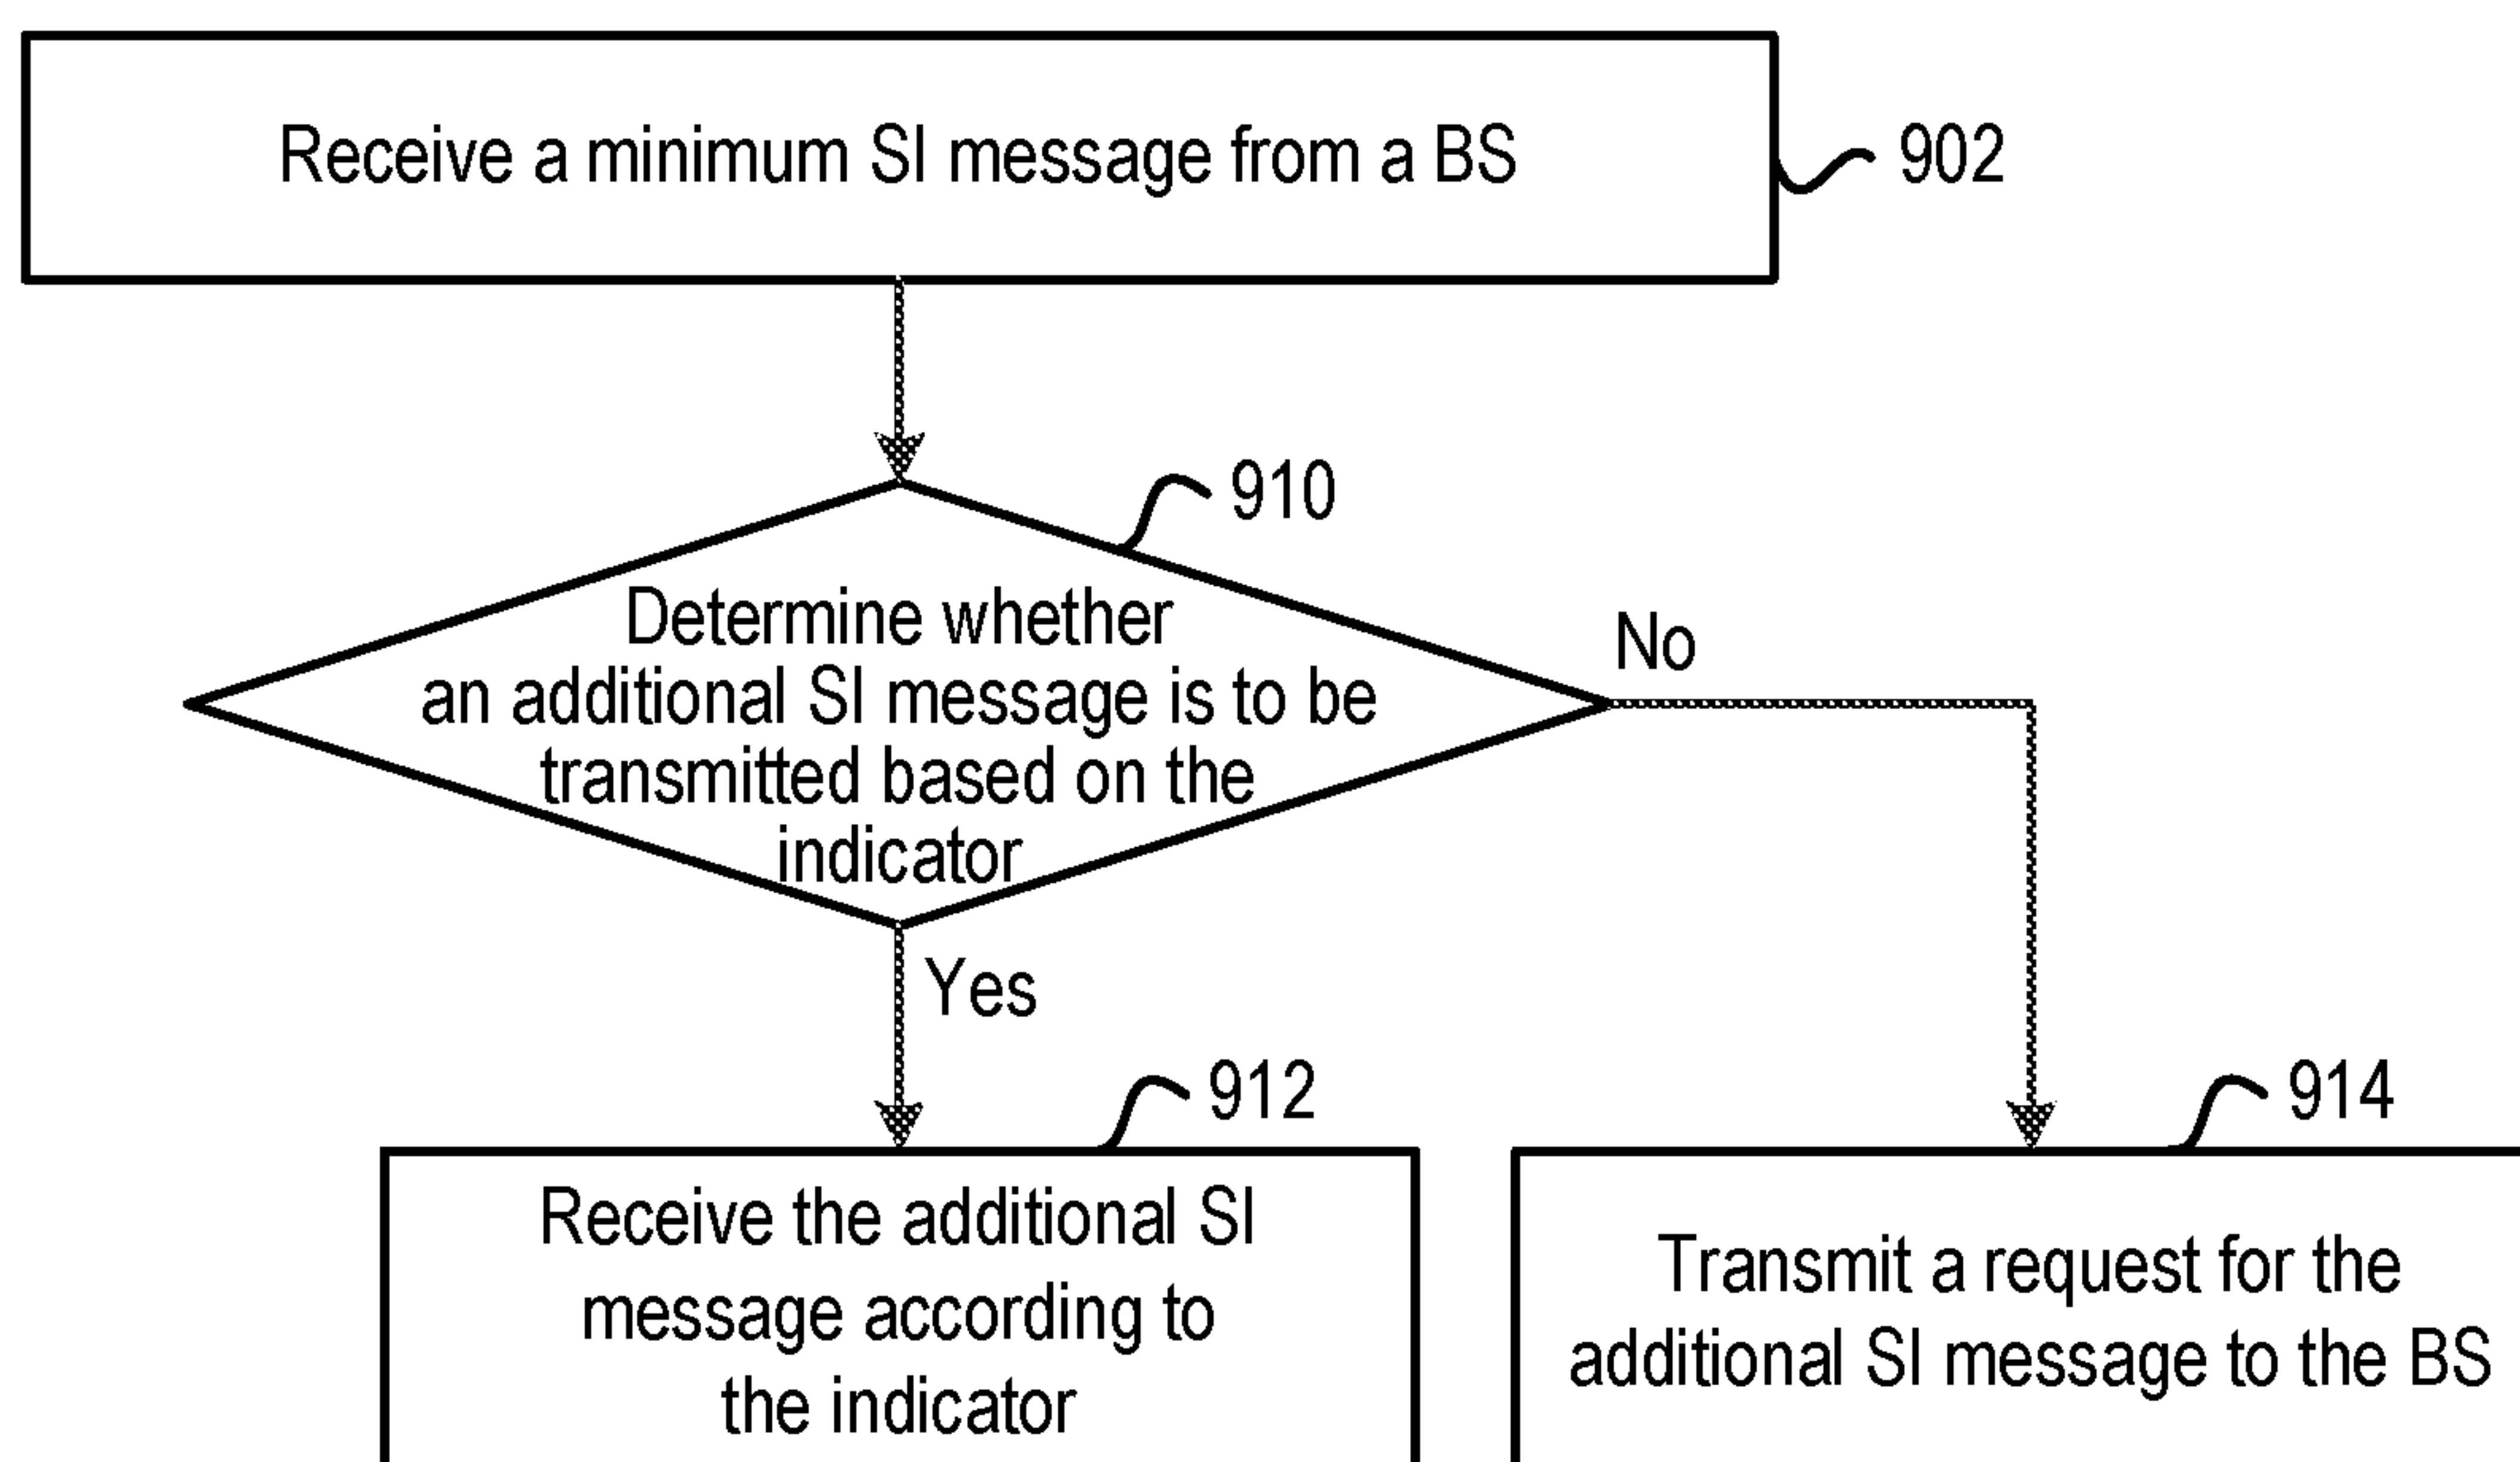 Receive a minimum SI message from a BS
902
910
Determine whether
an additional SI message is to be
transmitted based on the
indicator
No
Yes
912
Receive the additional SI
message according to
the indicator
914
Transmit a request for the
additional SI message to the BS